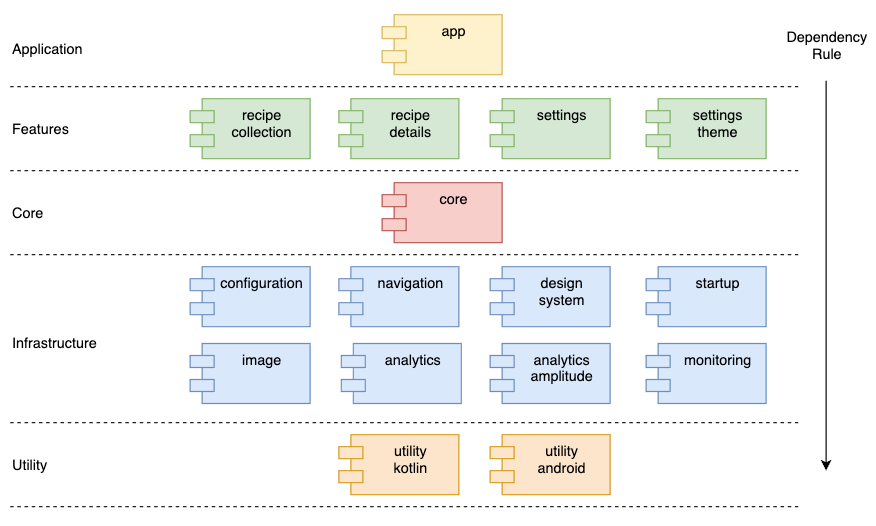 Application
app
Dependency
Rule
Features
recipe
collection
recipe
details
settings
settings
theme
Core
core
Infrastructure
configuration
navigation
design
system
startup
image
analytics
analytics
amplitude
monitoring
Utility
utility
kotlin
utility
android